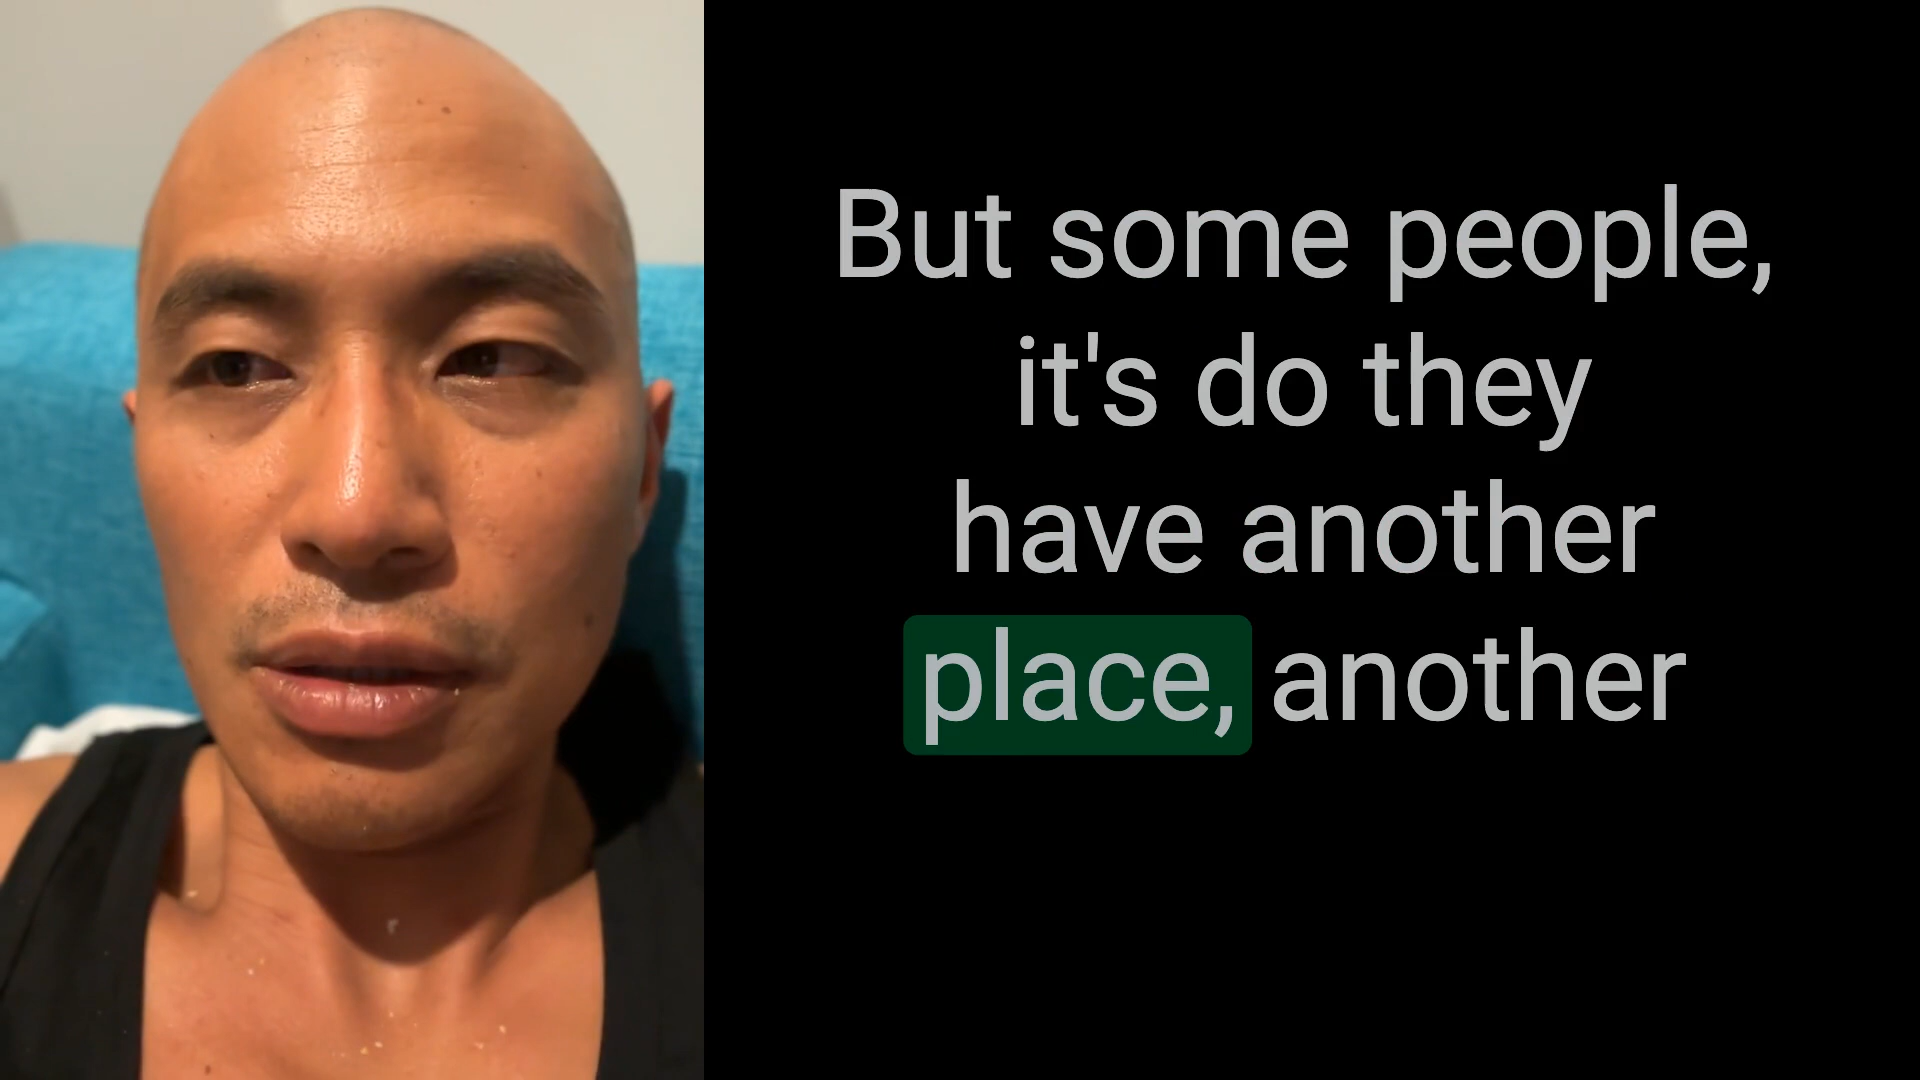 But some people,
it's do they
have another
place, another